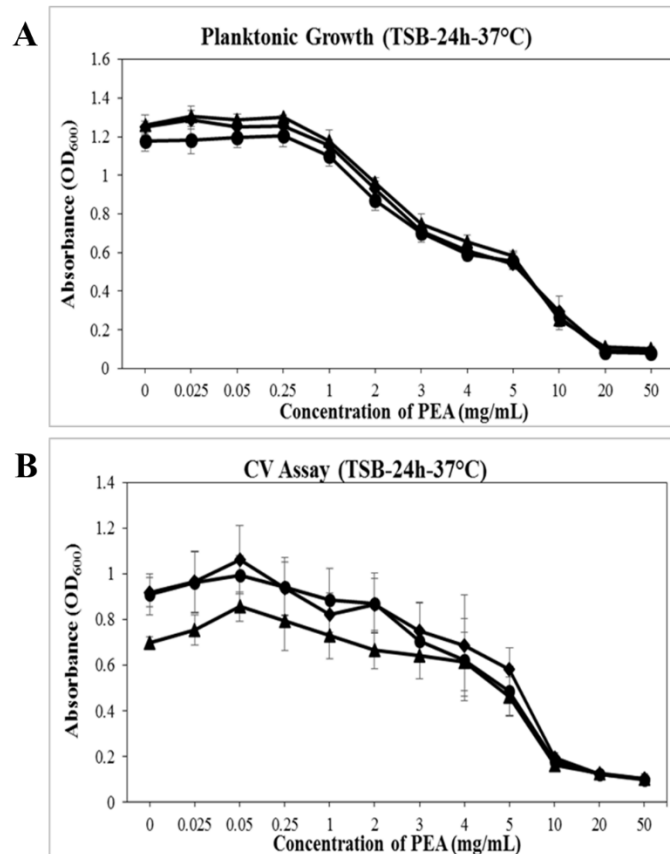 A
Planktonic Growth (TSB-24h-37°C)
1.6
1.4
1.2
1
0.8
0.6
0.4
0.2
0
Absorbance (OD₆₀₀)
0 0.025 0.05 0.25 1 2 3 4 5 10 20 50
Concentration of PEA (mg/mL)
B
CV Assay (TSB-24h-37°C)
1.4
1.2
1
0.8
0.6
0.4
0.2
0
Absorbance (OD₆₀₀)
0 0.025 0.05 0.25 1 2 3 4 5 10 20 50
Concentration of PEA (mg/mL)